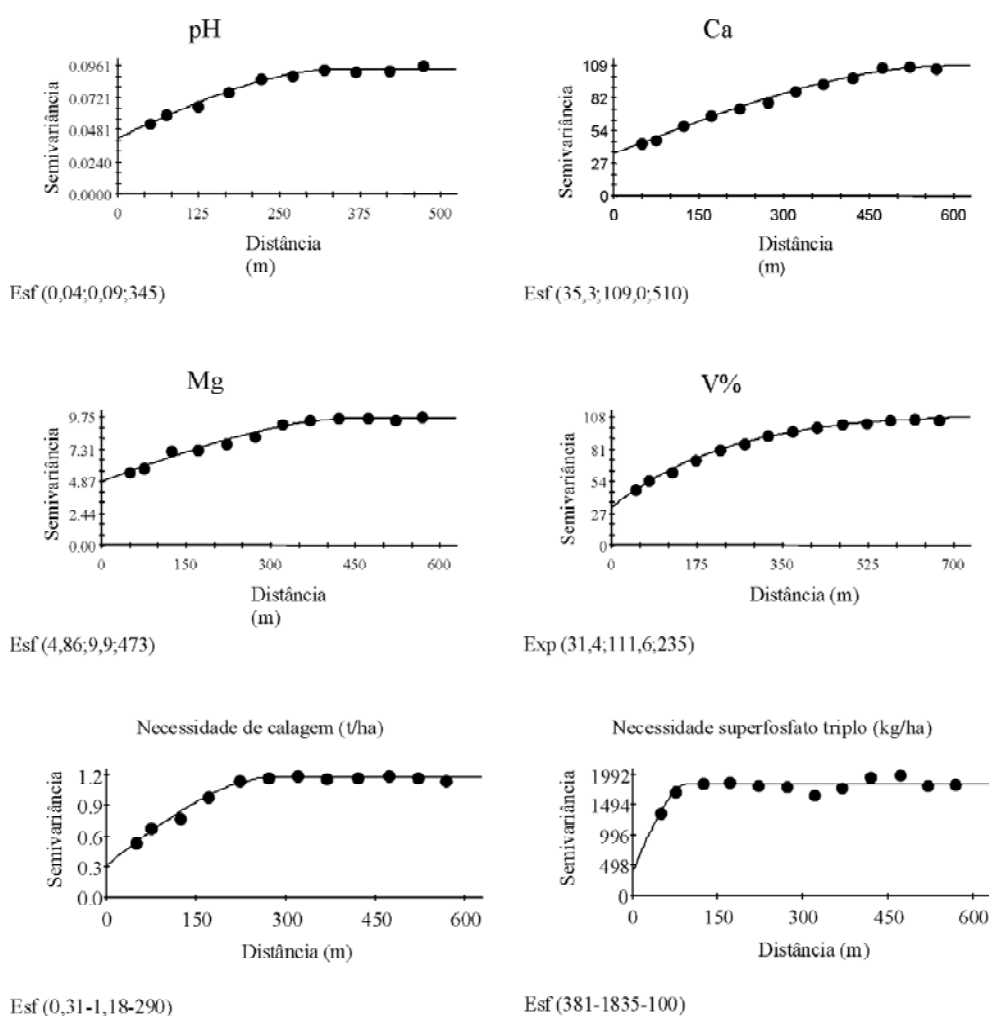 pH
Semivariância
0.0961
0.0721
0.0481
0.0240
0.0000
0 125 250 375 500
Distância
(m)
Esf (0,04;0,09;345)
Ca
Semivariância
109
82
54
27
0
0 150 300 450 600
Distância
(m)
Esf (35,3;109,0;510)
Mg
Semivariância
9.75
7.31
4.87
2.44
0.00
0 150 300 450 600
Distância
(m)
Esf (4,86;9,9;473)
V%
Semivariância
108
81
54
27
0
0 175 350 525 700
Distância (m)
Exp (31,4;111,6;235)
Necessidade de calagem (t/ha)
Semivariância
1.2
0.9
0.6
0.3
0.0
0 150 300 450 600
Distância (m)
Esf (0,31-1,18-290)
Necessidade superfosfato triplo (kg/ha)
Semivariância
1992
1494
996
498
0
0 150 300 450 600
Distância (m)
Esf (381-1835-100)